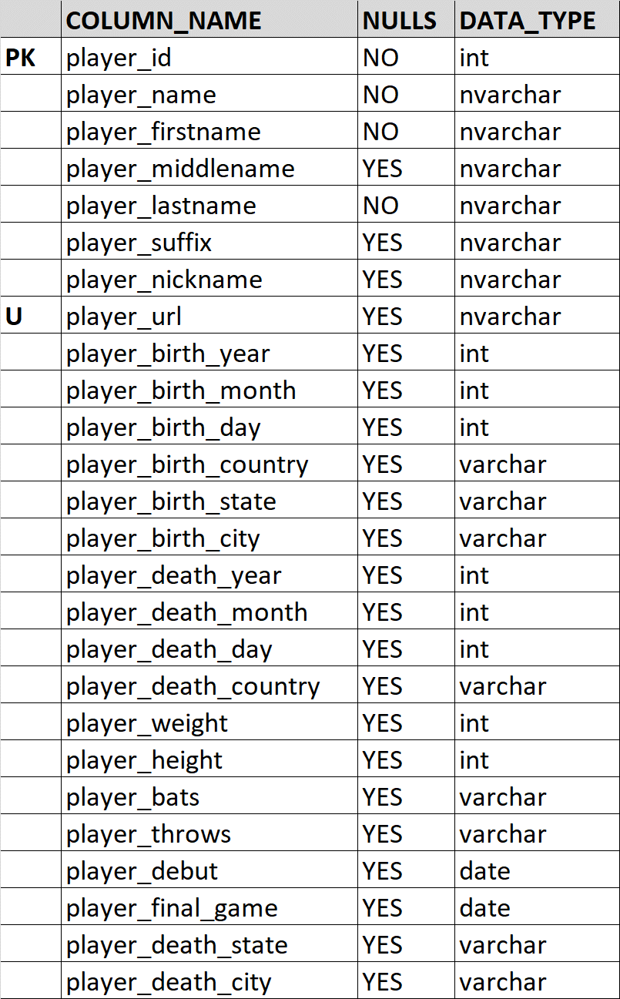 COLUMN_NAME NULLS DATA_TYPE
PK player_id NO int
player_name NO nvarchar
player_firstname NO nvarchar
player_middlename YES nvarchar
player_lastname NO nvarchar
player_suffix YES nvarchar
player_nickname YES nvarchar
U player_url YES nvarchar
player_birth_year YES int
player_birth_month YES int
player_birth_day YES int
player_birth_country YES varchar
player_birth_state YES varchar
player_birth_city YES varchar
player_death_year YES int
player_death_month YES int
player_death_day YES int
player_death_country YES varchar
player_weight YES int
player_height YES int
player_bats YES varchar
player_throws YES varchar
player_debut YES date
player_final_game YES date
player_death_state YES varchar
player_death_city YES varchar